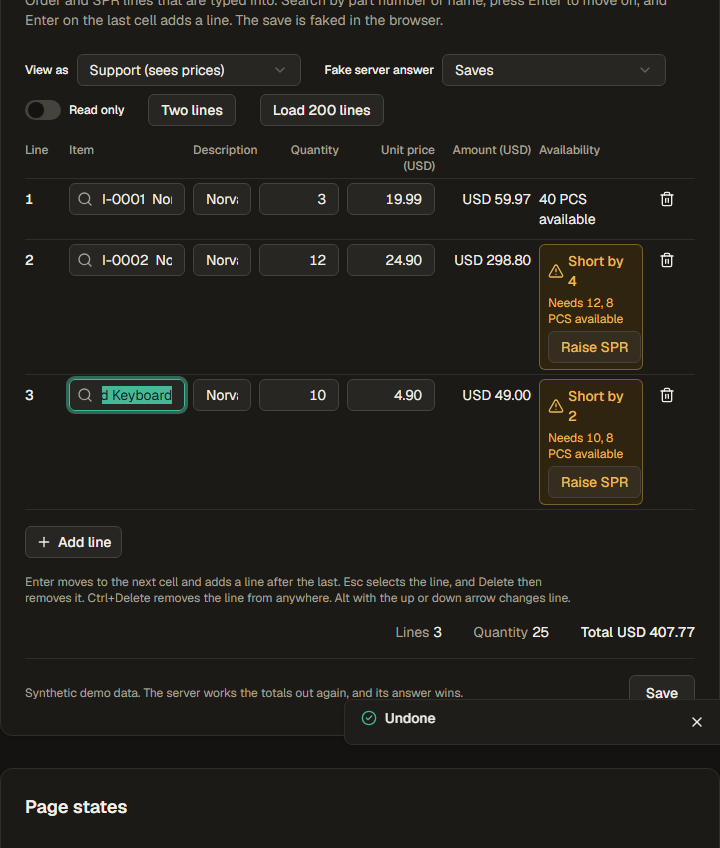 Order and SPR lines that are typed into. Search by part number or name, press Enter to move on, and
Enter on the last cell adds a line. The save is faked in the browser.
View as Support (sees prices) Fake server answer Saves
Read only Two lines Load 200 lines
Line Item Description Quantity Unit price (USD) Amount (USD) Availability
1 I-0001 Nor Norva 3 19.99 USD 59.97 40 PCS available
2 I-0002 No Norva 12 24.90 USD 298.80 Short by 4
Needs 12, 8 PCS available
Raise SPR
3 d Keyboard Norva 10 4.90 USD 49.00 Short by 2
Needs 10, 8 PCS available
Raise SPR
Add line
Enter moves to the next cell and adds a line after the last. Esc selects the line, and Delete then
removes it. Ctrl+Delete removes the line from anywhere. Alt with the up or down arrow changes line.
Lines 3 Quantity 25 Total USD 407.77
Synthetic demo data. The server works the totals out again, and its answer wins.
Save
Undone
Page states